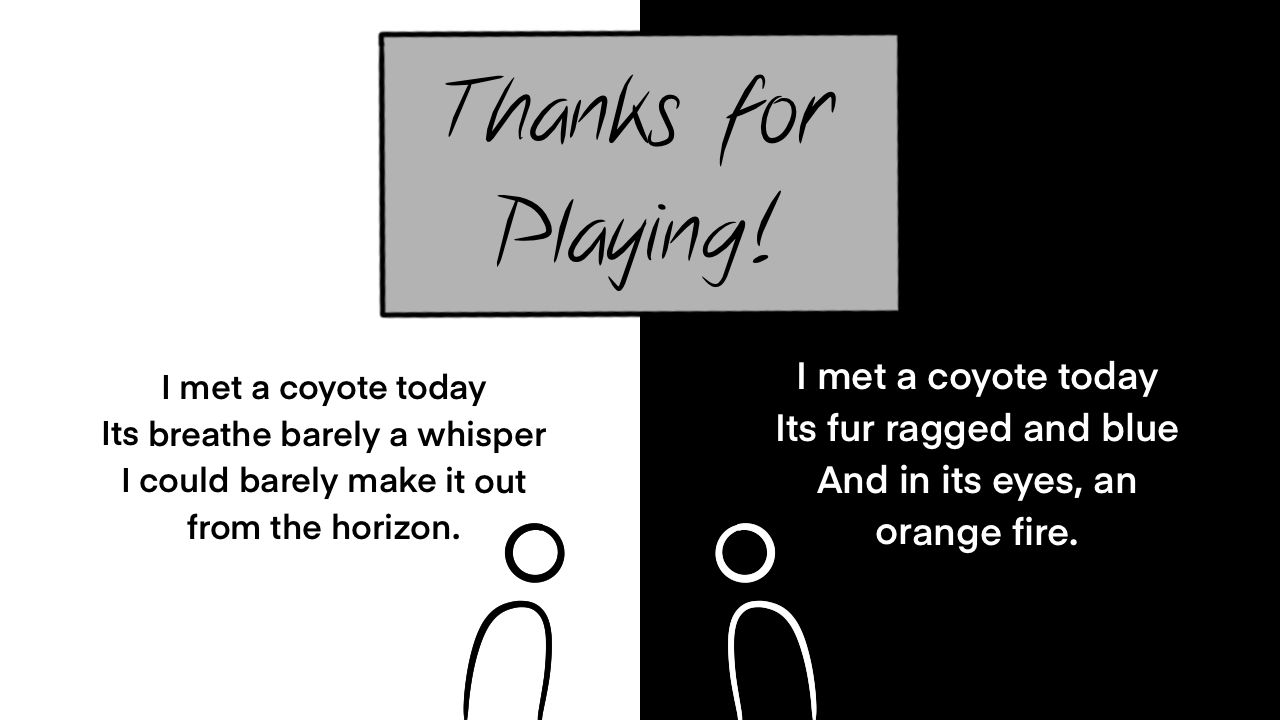 Thanks for
Playing!
I met a coyote today
Its breathe barely a whisper
I could barely make it out
from the horizon.
I met a coyote today
Its fur ragged and blue
And in its eyes, an
orange fire.